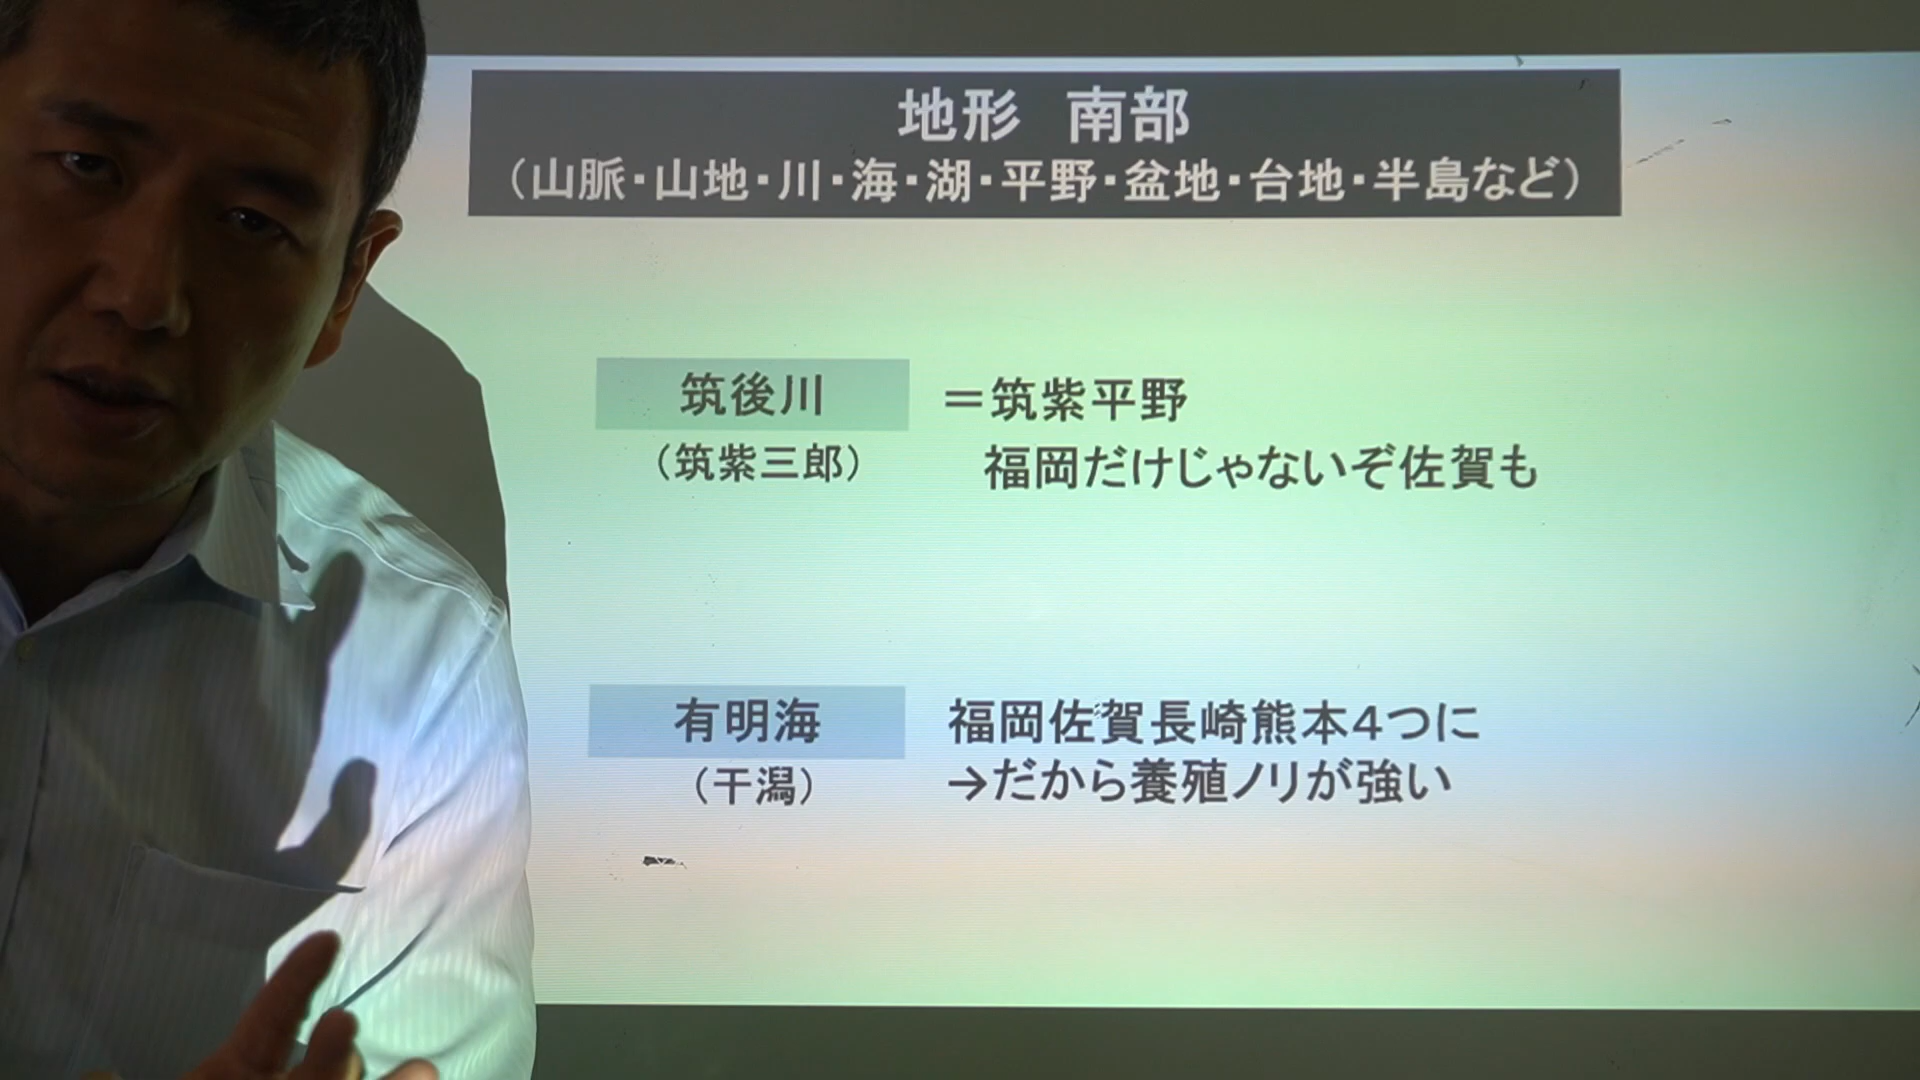 地形　南部
（山脈・山地・川・海・湖・平野・盆地・台地・半島など）
筑後川　＝筑紫平野
（筑紫三郎）　福岡だけじゃないぞ佐賀も
有明海　福岡佐賀長崎熊本４つに
（干潟）　→だから養殖ノリが強い